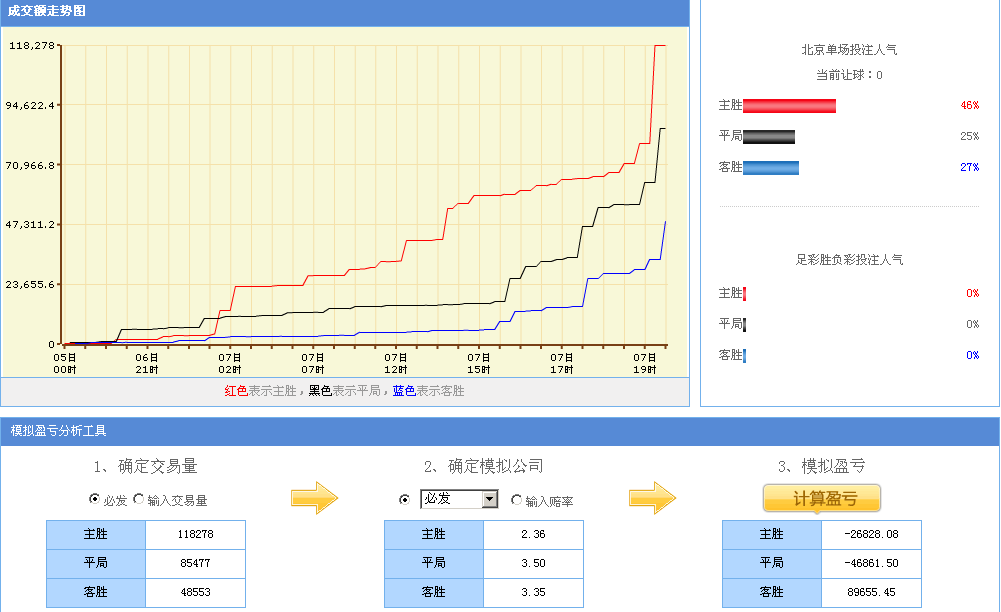 成交额走势图
118,278
94,622.4
70,966.8
47,311.2
23,655.6
0
05日 06日 07日 07日 07日 07日 07日 07日
00时 21时 02时 07时 12时 15时 17时 19时
红色表示主胜，黑色表示平局，蓝色表示客胜
北京单场投注人气
当前让球：0
主胜 46%
平局 25%
客胜 27%
足彩胜负彩投注人气
主胜 0%
平局 0%
客胜 0%
模拟盈亏分析工具
1、确定交易量
必发 输入交易量
主胜 118278
平局 85477
客胜 48553
2、确定模拟公司
必发 输入赔率
主胜 2.36
平局 3.50
客胜 3.35
3、模拟盈亏
计算盈亏
主胜 -26828.08
平局 -46861.50
客胜 89655.45